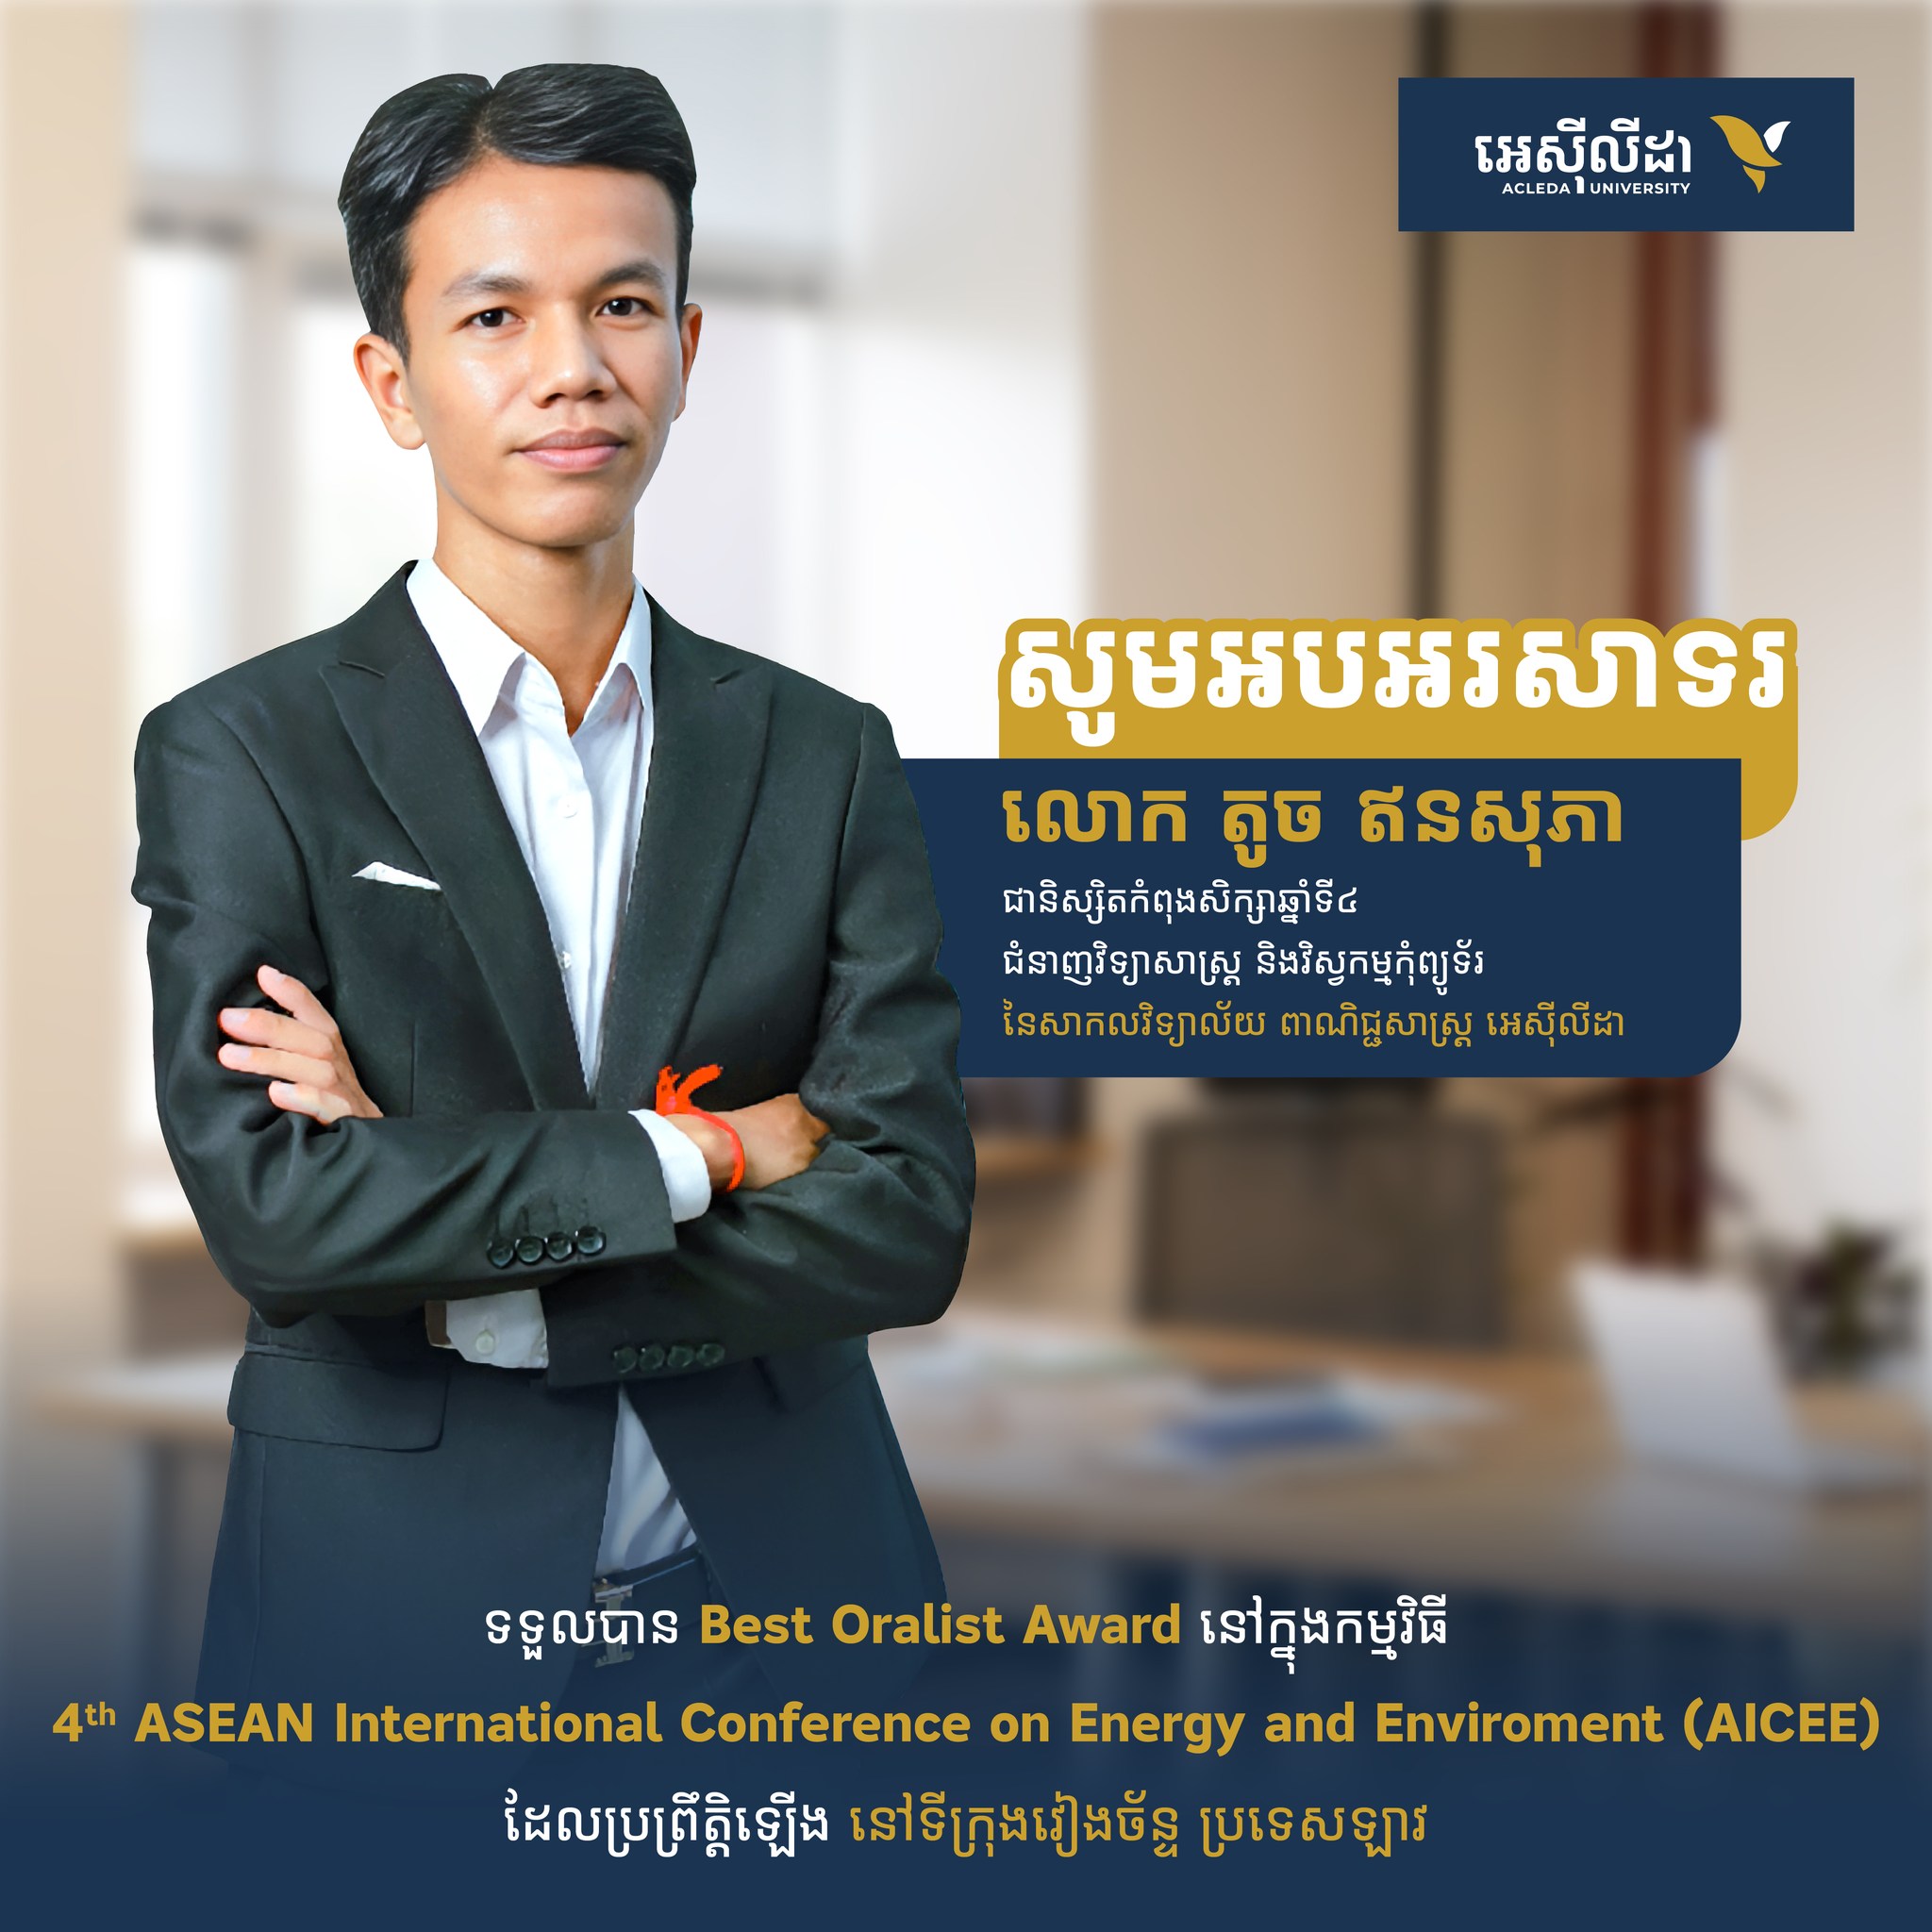 អេស៊ីលីដា
ACLEDA UNIVERSITY
សូមអបអរសាទរ
លោក តូច ឥនសុភា
ជានិស្សិតកំពុងសិក្សាឆ្នាំទី៤
ជំនាញវិទ្យាសាស្ត្រ និងវិស្វកម្មកុំព្យូទ័រ
នៃសាកលវិទ្យាល័យ ពាណិជ្ជសាស្ត្រ អេស៊ីលីដា
ទទួលបាន Best Oralist Award នៅក្នុងកម្មវិធី
4th ASEAN International Conference on Energy and Enviroment (AICEE)
ដែលប្រព្រឹត្តិឡើង នៅទីក្រុងវៀងច័ន្ទ ប្រទេសឡាវ